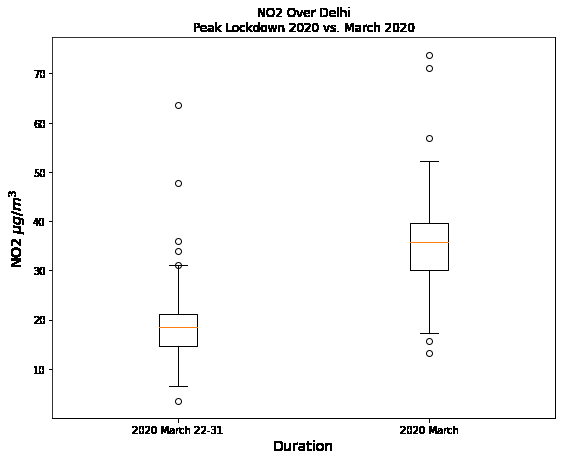 NO2 Over Delhi
Peak Lockdown 2020 vs. March 2020
70
60
50
40
30
20
10
NO2 μg/m³
2020 March 22-31
2020 March
Duration